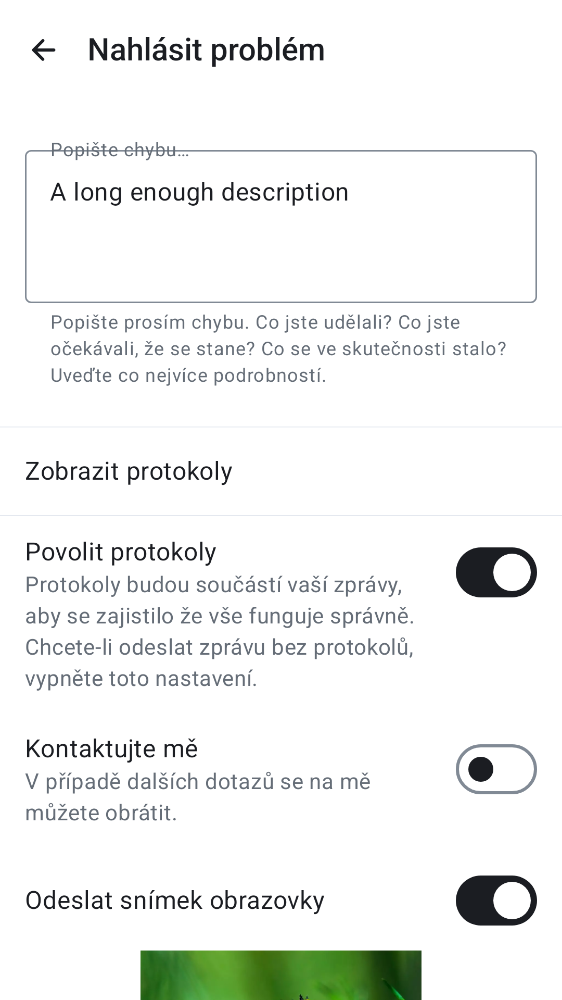 Nahlásit problém
Popište chybu…
A long enough description
Popište prosím chybu. Co jste udělali? Co jste
očekávali, že se stane? Co se ve skutečnosti stalo?
Uveďte co nejvíce podrobností.
Zobrazit protokoly
Povolit protokoly
Protokoly budou součástí vaší zprávy,
aby se zajistilo že vše funguje správně.
Chcete-li odeslat zprávu bez protokolů,
vypněte toto nastavení.
Kontaktujte mě
V případě dalších dotazů se na mě
můžete obrátit.
Odeslat snímek obrazovky